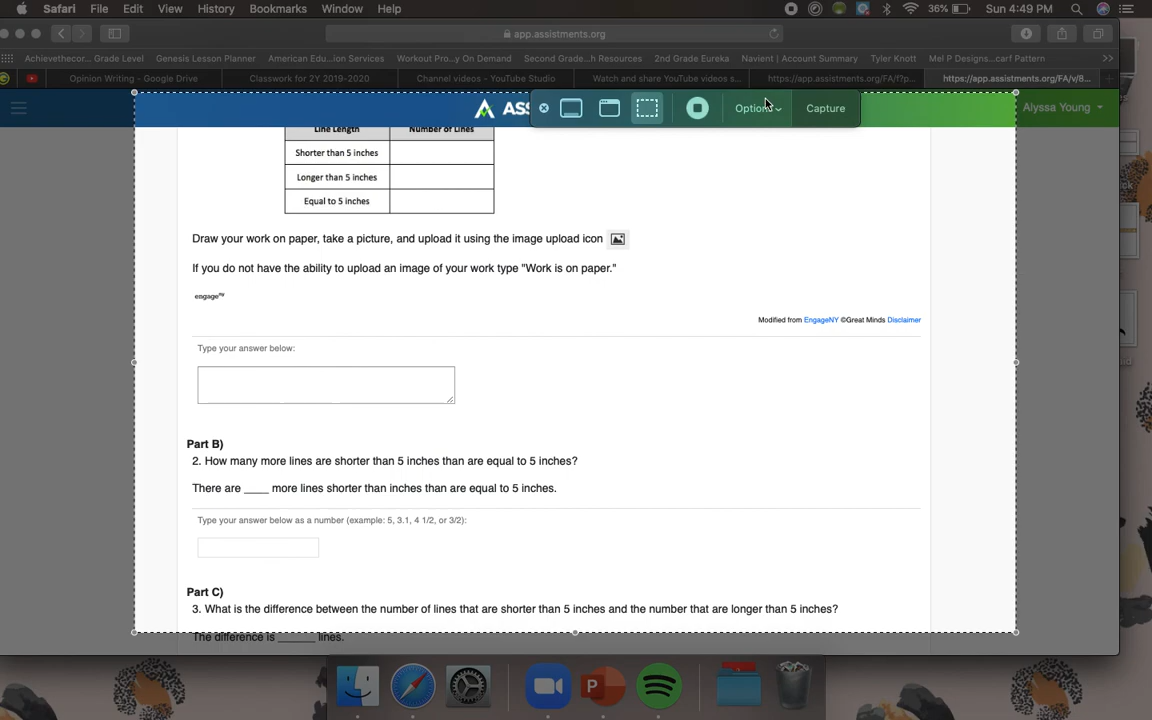 Safari File Edit View History Bookmarks Window Help 36% Sun 4:49 PM
app.assistments.org
Achievethecor... Grade Level Genesis Lesson Planner American Edu...ion Services Workout Pro...y On Demand Second Grade...h Resources 2nd Grade Eureka Navient | Account Summary Tyler Knott Mel P Designs...carf Pattern >>
Opinion Writing - Google Drive Classwork for 2Y 2019-2020 Channel videos - YouTube Studio Watch and share YouTube videos s... https://app.assistments.org/FA/f?p... https://app.assistments.org/FA/v/8...
ASS Options Capture Alyssa Young
Line Length Number of Lines
Shorter than 5 inches
Longer than 5 inches
Equal to 5 inches
Draw your work on paper, take a picture, and upload it using the image upload icon
If you do not have the ability to upload an image of your work type "Work is on paper."
engageny
Modified from EngageNY ©Great Minds Disclaimer
Type your answer below:
Part B)
2. How many more lines are shorter than 5 inches than are equal to 5 inches?
There are ____ more lines shorter than inches than are equal to 5 inches.
Type your answer below as a number (example: 5, 3.1, 4 1/2, or 3/2):
Part C)
3. What is the difference between the number of lines that are shorter than 5 inches and the number that are longer than 5 inches?
The difference is ______ lines.